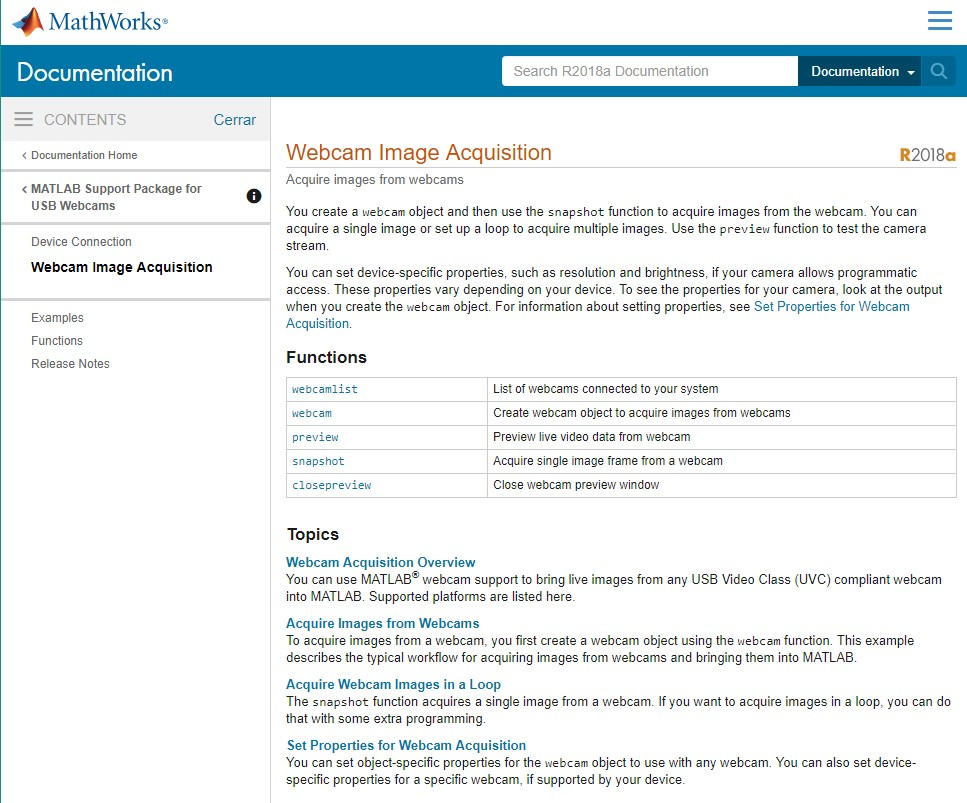 MathWorks®
Documentation
Search R2018a Documentation
Documentation
CONTENTS
Cerrar
‹ Documentation Home
‹ MATLAB Support Package for
USB Webcams
Device Connection
Webcam Image Acquisition
Examples
Functions
Release Notes
Webcam Image Acquisition
R2018a
Acquire images from webcams
You create a webcam object and then use the snapshot function to acquire images from the webcam. You can
acquire a single image or set up a loop to acquire multiple images. Use the preview function to test the camera
stream.
You can set device-specific properties, such as resolution and brightness, if your camera allows programmatic
access. These properties vary depending on your device. To see the properties for your camera, look at the output
when you create the webcam object. For information about setting properties, see Set Properties for Webcam
Acquisition.
Functions
webcamlist List of webcams connected to your system
webcam Create webcam object to acquire images from webcams
preview Preview live video data from webcam
snapshot Acquire single image frame from a webcam
closepreview Close webcam preview window
Topics
Webcam Acquisition Overview
You can use MATLAB® webcam support to bring live images from any USB Video Class (UVC) compliant webcam
into MATLAB. Supported platforms are listed here.
Acquire Images from Webcams
To acquire images from a webcam, you first create a webcam object using the webcam function. This example
describes the typical workflow for acquiring images from webcams and bringing them into MATLAB.
Acquire Webcam Images in a Loop
The snapshot function acquires a single image from a webcam. If you want to acquire images in a loop, you can do
that with some extra programming.
Set Properties for Webcam Acquisition
You can set object-specific properties for the webcam object to use with any webcam. You can also set device-
specific properties for a specific webcam, if supported by your device.